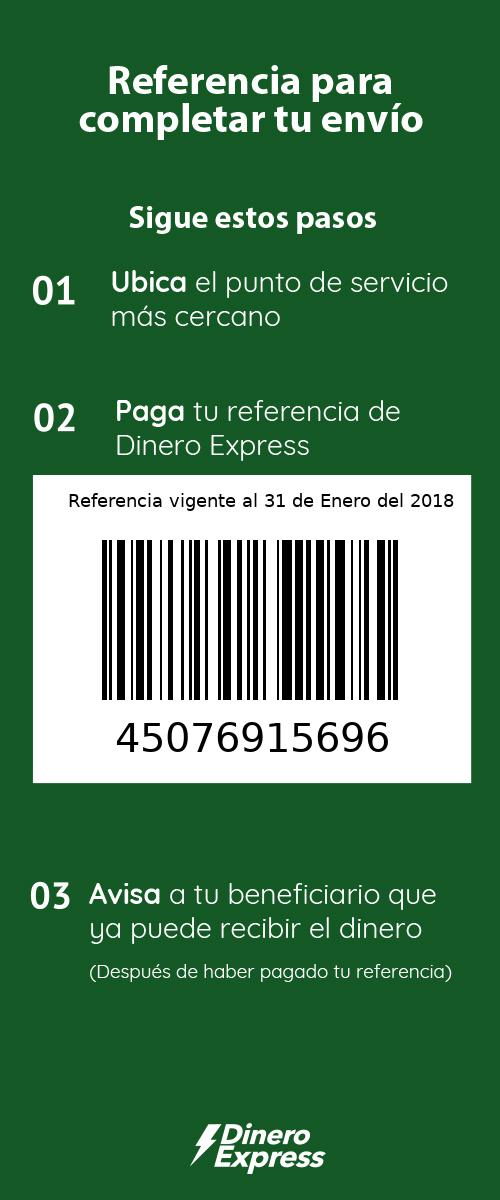 Referencia para
completar tu envío
Sigue estos pasos
01 Ubica el punto de servicio
más cercano
02 Paga tu referencia de
Dinero Express
Referencia vigente al 31 de Enero del 2018
45076915696
03 Avisa a tu beneficiario que
ya puede recibir el dinero
(Después de haber pagado tu referencia)
Dinero
Express